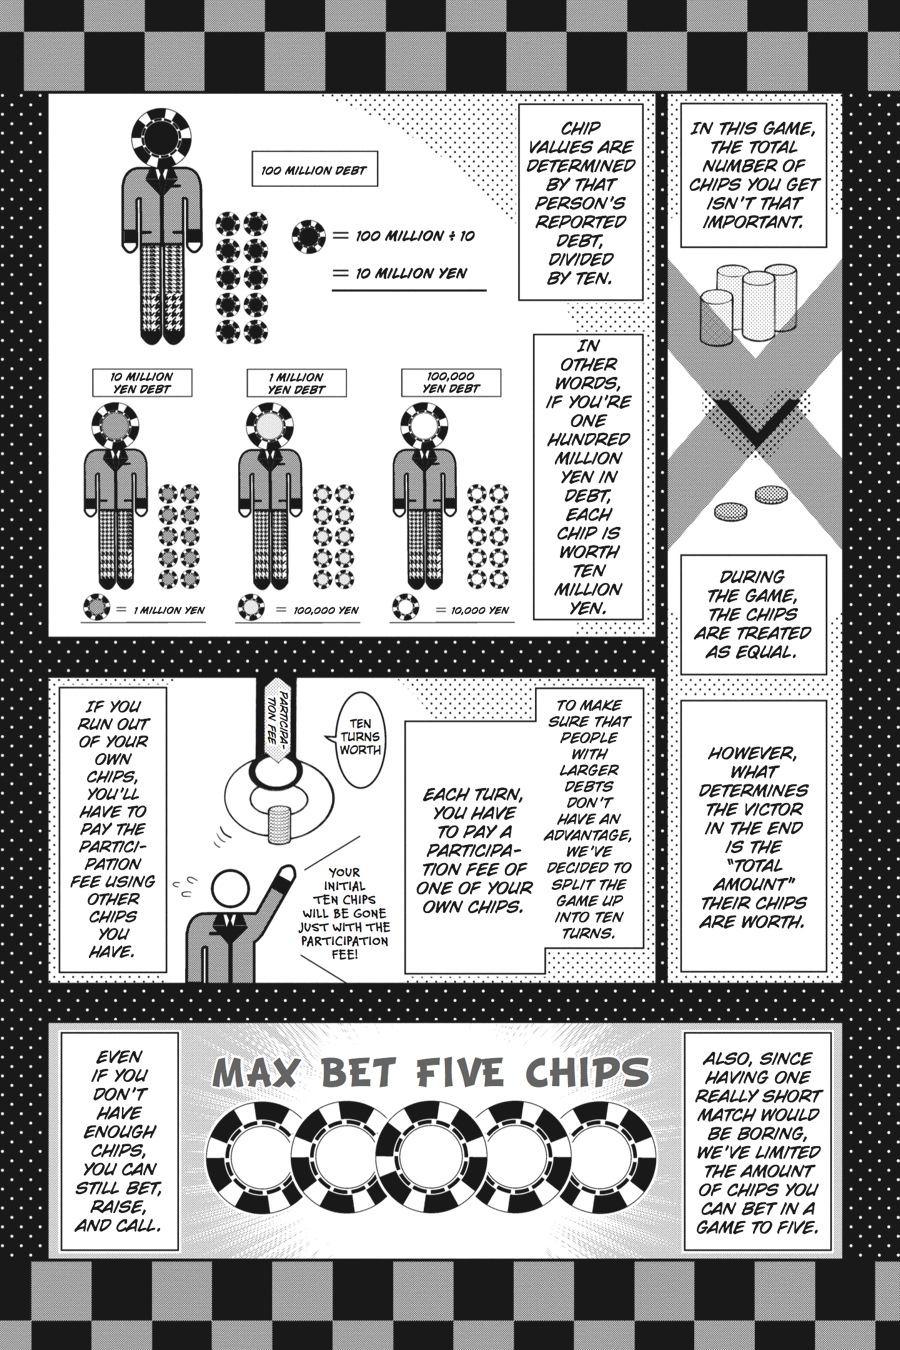 IN THIS GAME,
THE TOTAL
NUMBER OF
CHIPS YOU GET
ISN'T THAT
IMPORTANT.
DURING
THE GAME,
THE CHIPS
ARE TREATED
AS EQUAL.
HOWEVER,
WHAT
DETERMINES
THE VICTOR
IN THE END
IS THE
"TOTAL
AMOUNT"
THEIR CHIPS
ARE WORTH.
CHIP
VALUES ARE
DETERMINED
BY THAT
PERSON'S
REPORTED
DEBT,
DIVIDED
BY TEN.
IN
OTHER
WORDS,
IF YOU'RE
ONE
HUNDRED
MILLION
YEN IN
DEBT,
EACH
CHIP IS
WORTH
TEN
MILLION
YEN.
100 MILLION DEBT
= 100 MILLION ÷ 10
= 10 MILLION YEN
10 MILLION
YEN DEBT
= 1 MILLION YEN
1 MILLION
YEN DEBT
= 100,000 YEN
100,000
YEN DEBT
= 10,000 YEN
TO MAKE
SURE THAT
PEOPLE
WITH
LARGER
DEBTS
DON'T
HAVE AN
ADVANTAGE,
WE'VE
DECIDED TO
SPLIT THE
GAME UP
INTO TEN
TURNS.
EACH TURN,
YOU HAVE
TO PAY A
PARTICIPA-
TION FEE OF
ONE OF YOUR
OWN CHIPS.
TEN
TURNS
WORTH
PARTICIPA-
TION FEE
YOUR
INITIAL
TEN CHIPS
WILL BE GONE
JUST WITH THE
PARTICIPATION
FEE!
IF YOU
RUN OUT
OF YOUR
OWN
CHIPS,
YOU'LL
HAVE TO
PAY THE
PARTICI-
PATION
FEE USING
OTHER
CHIPS
YOU
HAVE.
ALSO, SINCE
HAVING ONE
REALLY SHORT
MATCH WOULD
BE BORING,
WE'VE LIMITED
THE AMOUNT
OF CHIPS YOU
CAN BET IN A
GAME TO FIVE.
MAX BET FIVE CHIPS
EVEN
IF YOU
DON'T
HAVE
ENOUGH
CHIPS,
YOU CAN
STILL BET,
RAISE,
AND CALL.